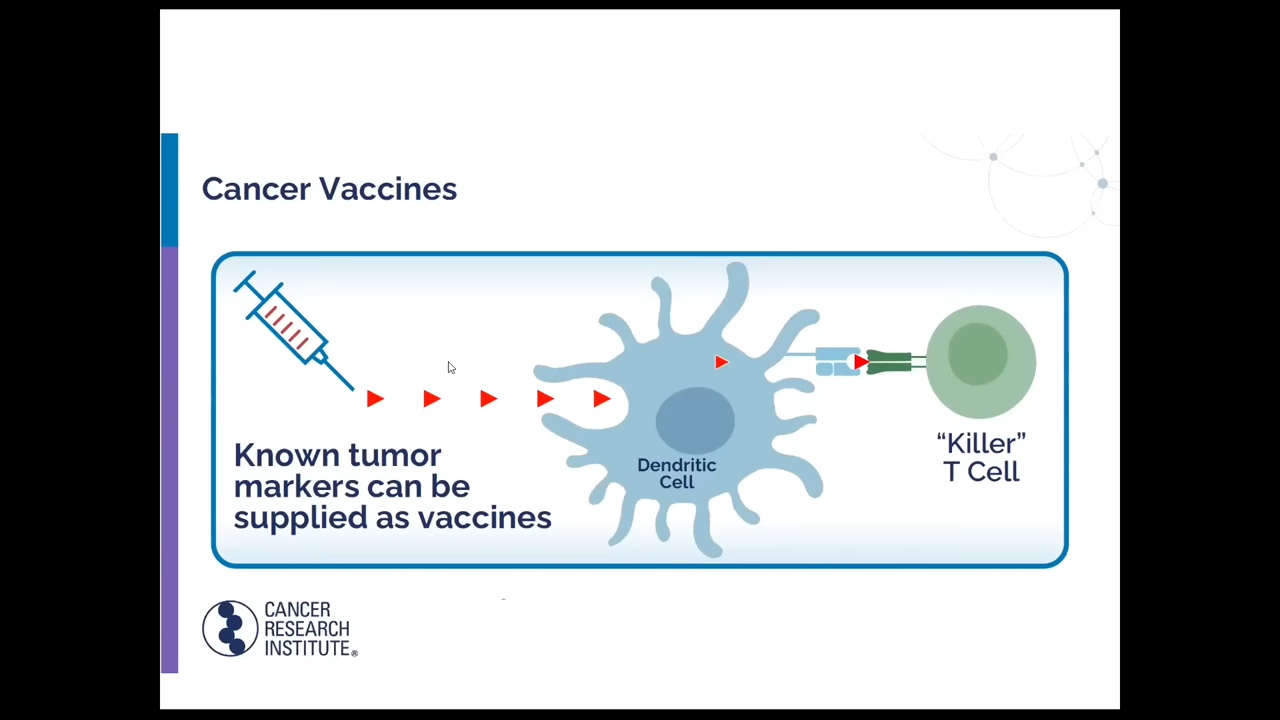 Cancer Vaccines
Known tumor
markers can be
supplied as vaccines
Dendritic
Cell
“Killer”
T Cell
CANCER
RESEARCH
INSTITUTE®